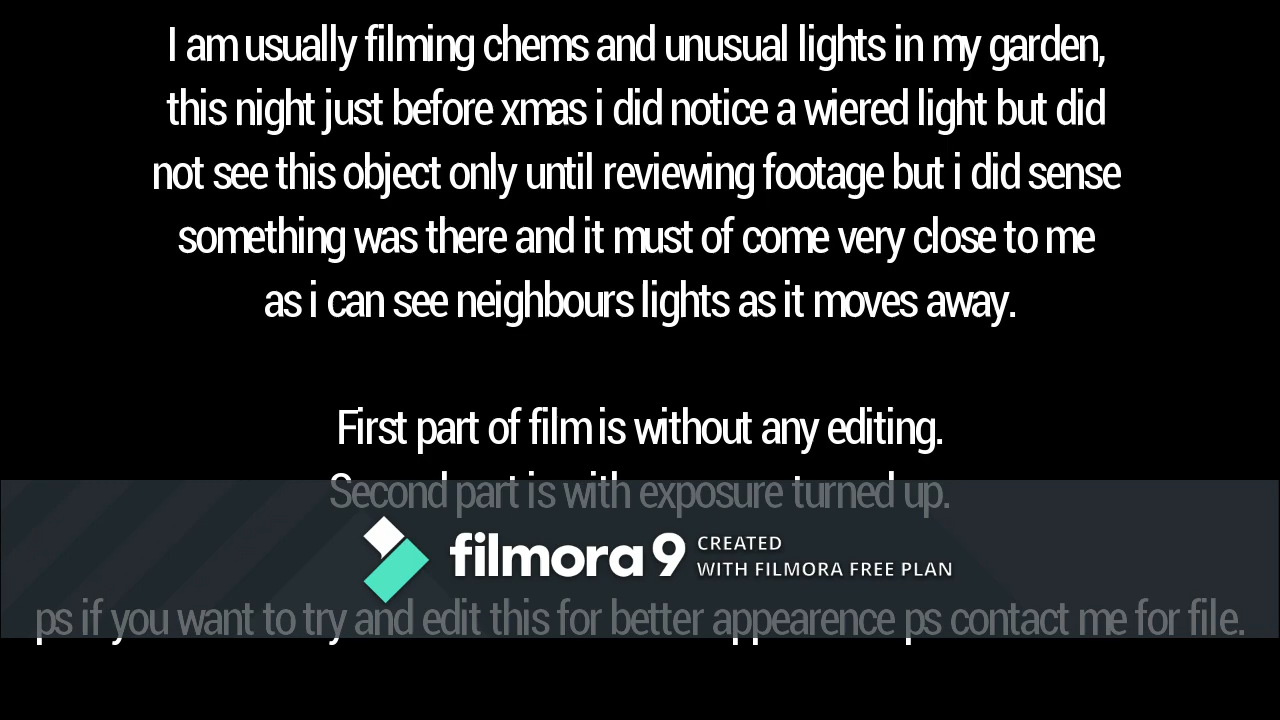 I am usually filming chems and unusual lights in my garden,
this night just before xmas i did notice a wiered light but did
not see this object only until reviewing footage but i did sense
something was there and it must of come very close to me
as i can see neighbours lights as it moves away.
First part of film is without any editing.
Second part is with exposure turned up.
filmora9 CREATED
WITH FILMORA FREE PLAN
ps if you want to try and edit this for better appearence ps contact me for file.